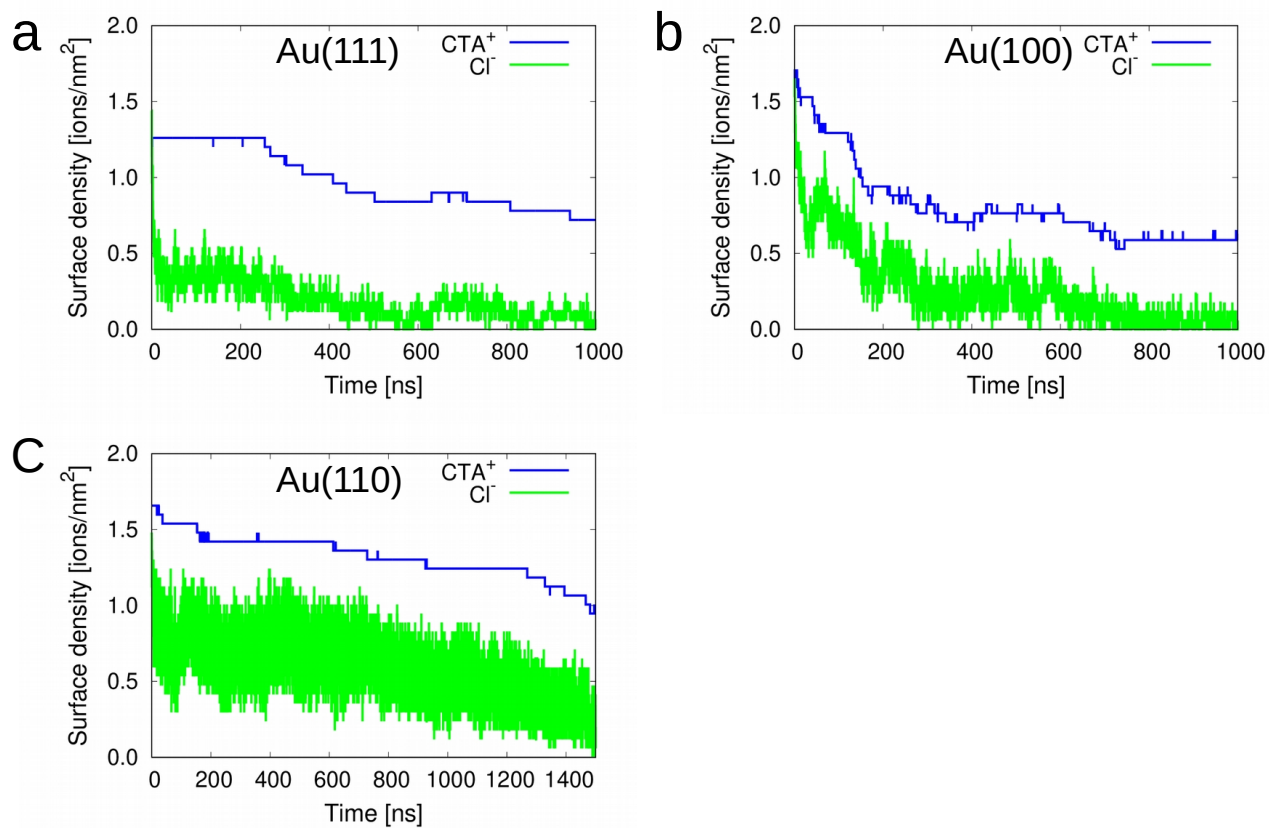 a
Au(111)
CTA⁺
Cl⁻
Surface density [ions/nm²]
2.0
1.5
1.0
0.5
0.0
0 200 400 600 800 1000
Time [ns]
b
Au(100)
CTA⁺
Cl⁻
Surface density [ions/nm²]
2.0
1.5
1.0
0.5
0.0
0 200 400 600 800 1000
Time [ns]
C
Au(110)
CTA⁺
Cl⁻
Surface density [ions/nm²]
2.0
1.5
1.0
0.5
0.0
0 200 400 600 800 1000 1200 1400
Time [ns]